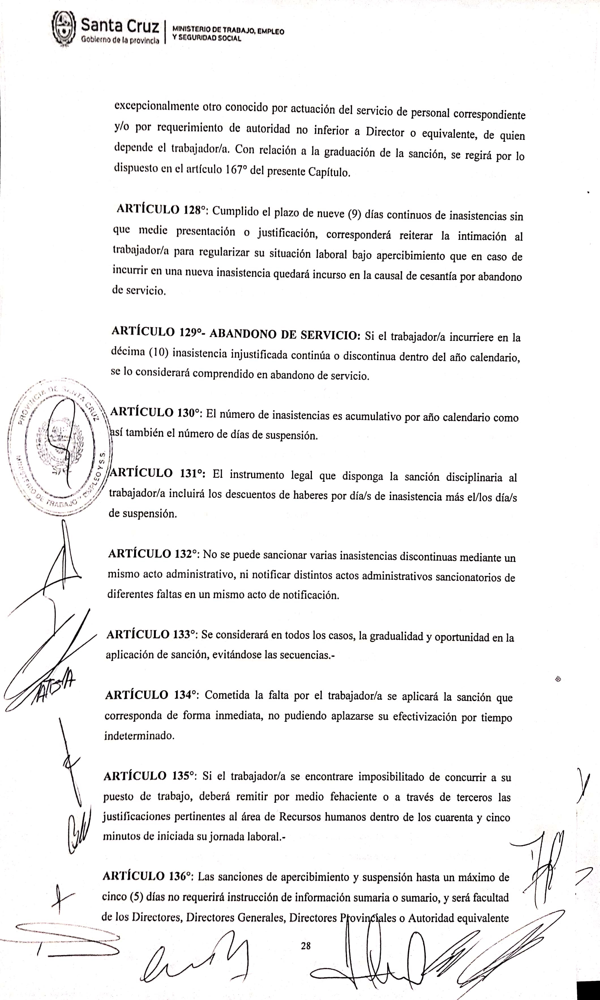 Santa Cruz
Gobierno de la provincia
MINISTERIO DE TRABAJO, EMPLEO
Y SEGURIDAD SOCIAL
excepcionalmente otro conocido por actuación del servicio de personal correspondiente
y/o por requerimiento de autoridad no inferior a Director o equivalente, de quien
depende el trabajador/a. Con relación a la graduación de la sanción, se regirá por lo
dispuesto en el artículo 167° del presente Capítulo.
ARTÍCULO 128°: Cumplido el plazo de nueve (9) días continuos de inasistencias sin
que medie presentación o justificación, corresponderá reiterar la intimación al
trabajador/a para regularizar su situación laboral bajo apercibimiento que en caso de
incurrir en una nueva inasistencia quedará incurso en la causal de cesantía por abandono
de servicio.
ARTÍCULO 129°- ABANDONO DE SERVICIO: Si el trabajador/a incurriere en la
décima (10) inasistencia injustificada continúa o discontinua dentro del año calendario,
se lo considerará comprendido en abandono de servicio.
ARTÍCULO 130°: El número de inasistencias es acumulativo por año calendario como
así también el número de días de suspensión.
ARTÍCULO 131°: El instrumento legal que disponga la sanción disciplinaria al
trabajador/a incluirá los descuentos de haberes por día/s de inasistencia más el/los día/s
de suspensión.
PROVINCIA DE SANTA CRUZ
MINISTERIO DE TRABAJO EMPLEO Y S.S.
ARTÍCULO 132°: No se puede sancionar varias inasistencias discontinuas mediante un
mismo acto administrativo, ni notificar distintos actos administrativos sancionatorios de
diferentes faltas en un mismo acto de notificación.
ARTÍCULO 133°: Se considerará en todos los casos, la gradualidad y oportunidad en la
aplicación de sanción, evitándose las secuencias.-
ARTÍCULO 134°: Cometida la falta por el trabajador/a se aplicará la sanción que
corresponda de forma inmediata, no pudiendo aplazarse su efectivización por tiempo
indeterminado.
ARTÍCULO 135°: Si el trabajador/a se encontrare imposibilitado de concurrir a su
puesto de trabajo, deberá remitir por medio fehaciente o a través de terceros las
justificaciones pertinentes al área de Recursos humanos dentro de los cuarenta y cinco
minutos de iniciada su jornada laboral.-
ARTÍCULO 136°: Las sanciones de apercibimiento y suspensión hasta un máximo de
cinco (5) días no requerirá instrucción de información sumaria o sumario, y será facultad
de los Directores, Directores Generales, Directores Provinciales o Autoridad equivalente
28